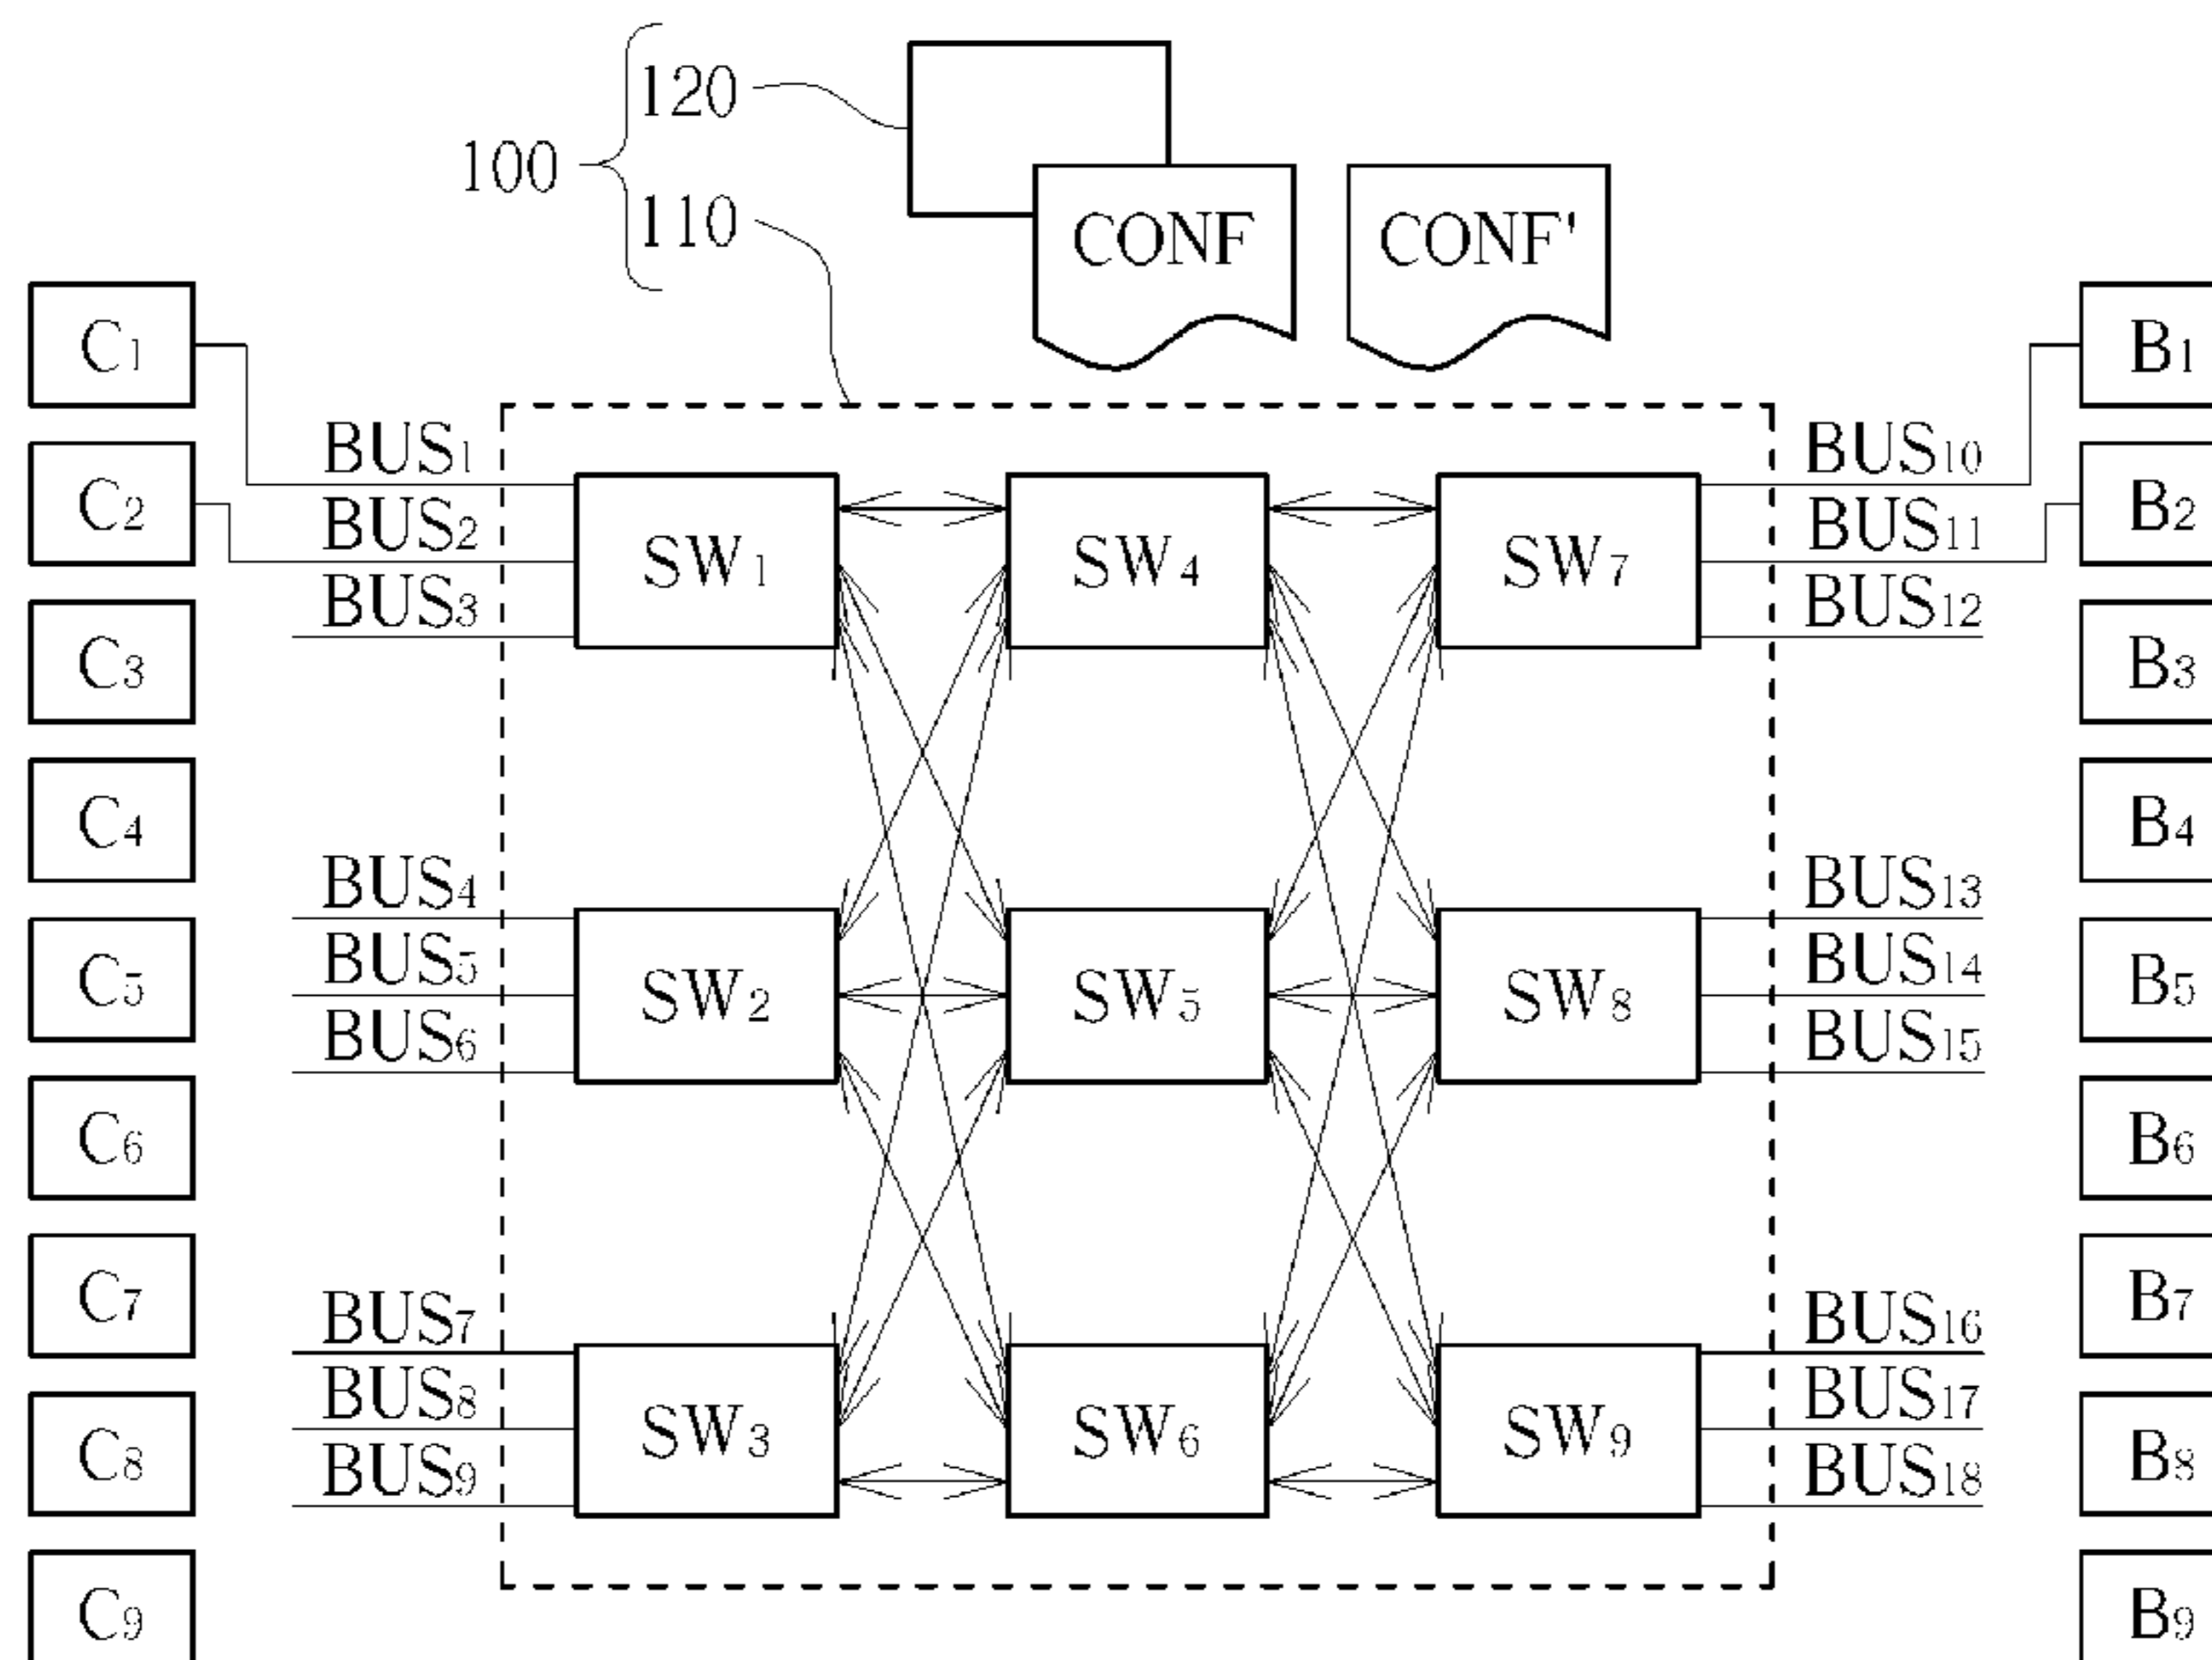 120
100
110
CONF CONF'
C1 B1
BUS1 BUS10
C2 BUS2 BUS11 B2
SW1 SW4 SW7
BUS3 BUS12
C3 B3
C4 B4
BUS4 BUS13
C5 BUS5 BUS14 B5
SW2 SW5 SW8
BUS6 BUS15
C6 B6
C7 B7
BUS7 BUS16
BUS8 BUS17
C8 SW3 SW6 SW9 B8
BUS9 BUS18
C9 B9